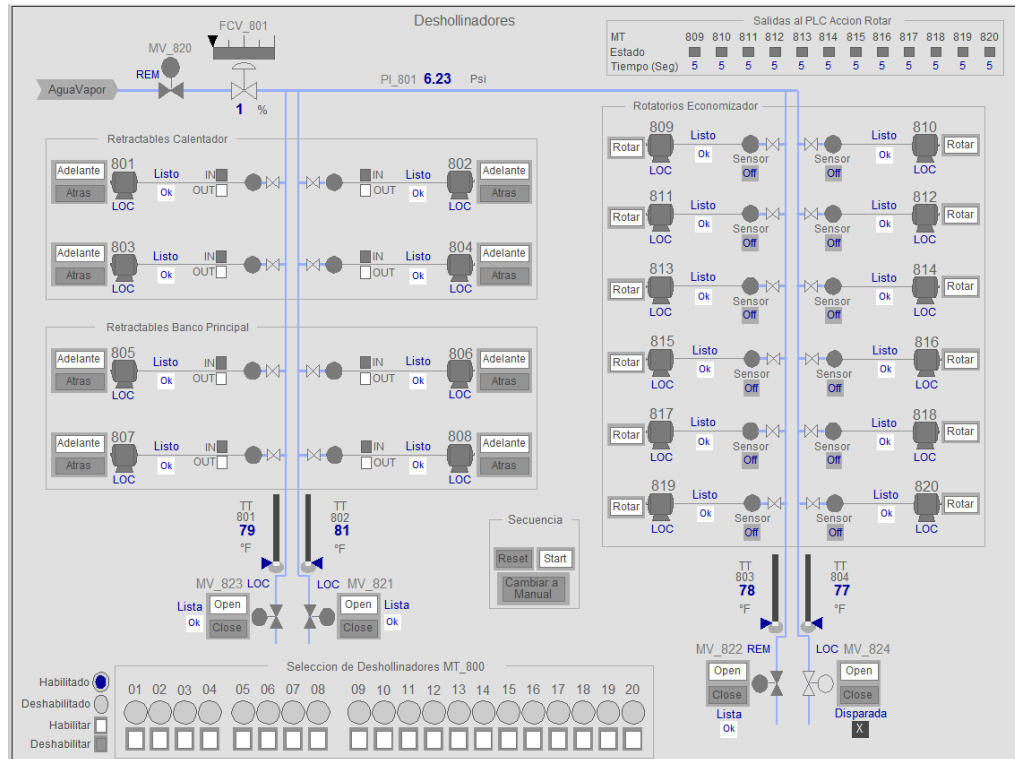 Deshollinadores
FCV_801
MV_820
REM
AguaVapor
1 %
PI_801 6.23 Psi
Salidas al PLC Accion Rotar
MT 809 810 811 812 813 814 815 816 817 818 819 820
Estado
Tiempo (Seg) 5 5 5 5 5 5 5 5 5 5 5 5
Retractables Calentador
Adelante 801 Listo IN IN Listo 802 Adelante
Atras LOC Ok OUT OUT Ok LOC Atras
Adelante 803 Listo IN IN Listo 804 Adelante
Atras LOC Ok OUT OUT Ok LOC Atras
Retractables Banco Principal
Adelante 805 Listo IN IN Listo 806 Adelante
Atras LOC Ok OUT OUT Ok LOC Atras
Adelante 807 Listo IN IN Listo 808 Adelante
Atras LOC Ok OUT OUT Ok LOC Atras
Rotatorios Economizador
Rotar 809 Listo Listo 810 Rotar
LOC Ok Sensor Sensor Ok LOC
Off Off
Rotar 811 Listo Listo 812 Rotar
LOC Ok Sensor Sensor Ok LOC
Off Off
Rotar 813 Listo Listo 814 Rotar
LOC Ok Sensor Sensor Ok LOC
Off Off
Rotar 815 Listo Listo 816 Rotar
LOC Ok Sensor Sensor Ok LOC
Off Off
Rotar 817 Listo Listo 818 Rotar
LOC Ok Sensor Sensor Ok LOC
Off Off
Rotar 819 Listo Listo 820 Rotar
LOC Ok Sensor Sensor Ok LOC
Off Off
TT TT
801 802
79 81
°F °F
MV_823 LOC LOC MV_821
Lista Open Open Lista
Ok Close Close Ok
Secuencia
Reset Start
Cambiar a
Manual
TT TT
803 804
78 77
°F °F
MV_822 REM LOC MV_824
Open Open
Close Close
Lista Disparada
Ok X
Seleccion de Deshollinadores MT_800
01 02 03 04 05 06 07 08 09 10 11 12 13 14 15 16 17 18 19 20
Habilitado
Deshabilitado
Habilitar
Deshabilitar